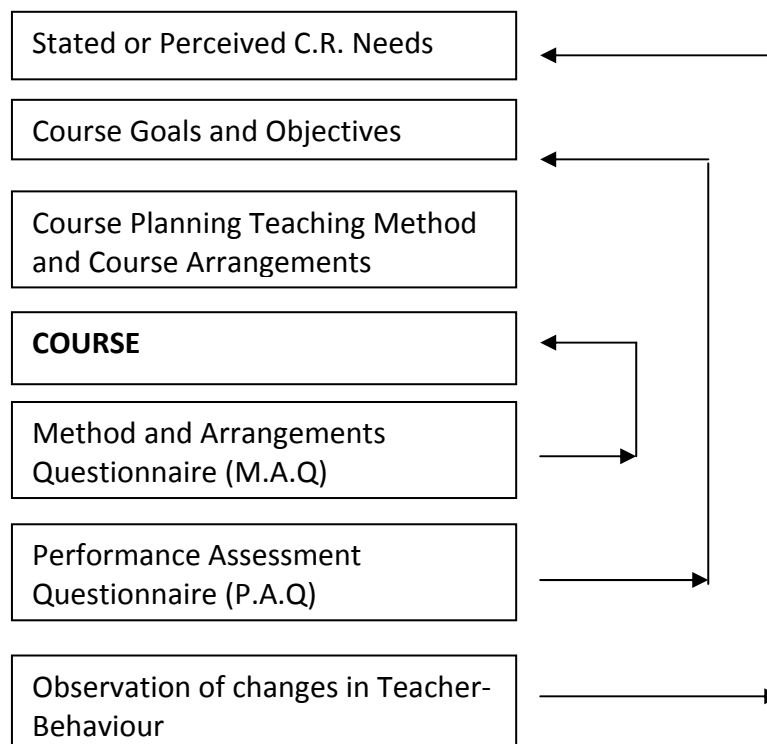 Stated or Perceived C.R. Needs
Course Goals and Objectives
Course Planning Teaching Method
and Course Arrangements
COURSE
Method and Arrangements
Questionnaire (M.A.Q)
Performance Assessment
Questionnaire (P.A.Q)
Observation of changes in Teacher-
Behaviour